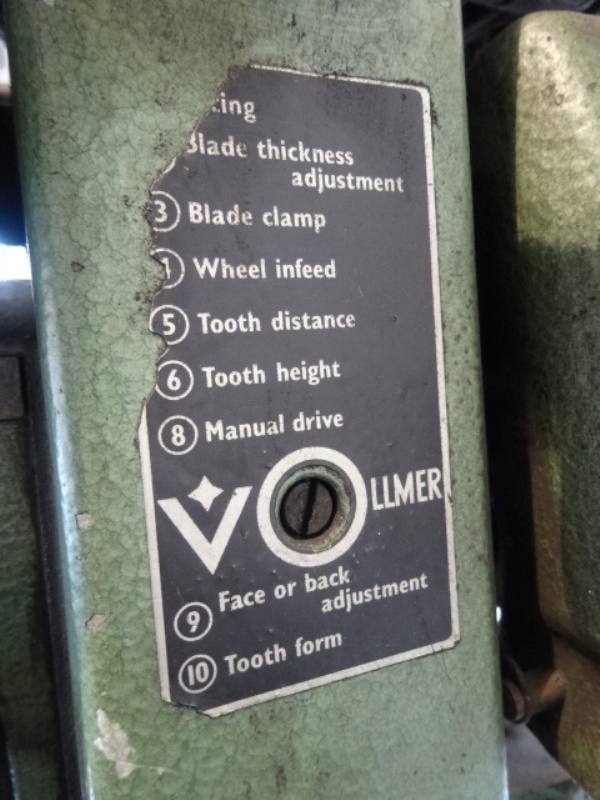 Blade thickness
adjustment
3 Blade clamp
Wheel infeed
5 Tooth distance
6 Tooth height
8 Manual drive
VOLLMER
9 Face or back
adjustment
10 Tooth form